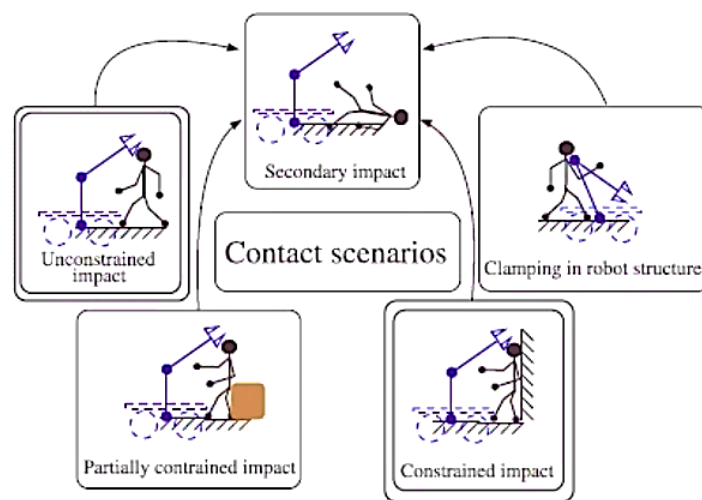 Secondary impact
Unconstrained
impact
Contact scenarios
Clamping in robot structure
Partially contrained impact
Constrained impact